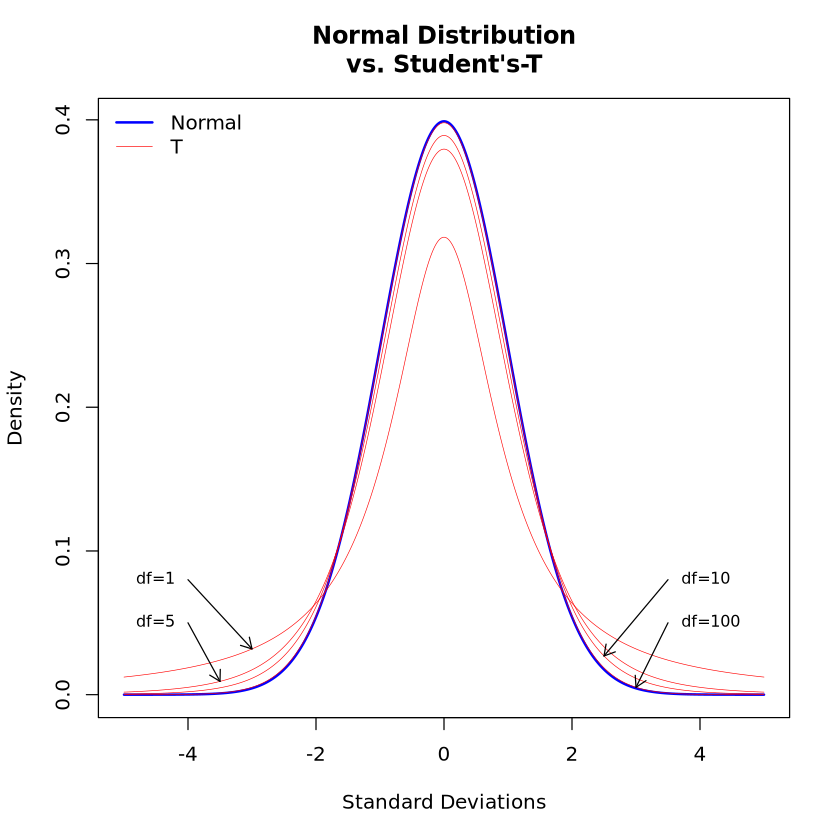 Normal Distribution
vs. Student's-T
Normal
T
Density
0.4
0.3
0.2
0.1
0.0
df=1
df=5
df=10
df=100
-4 -2 0 2 4
Standard Deviations